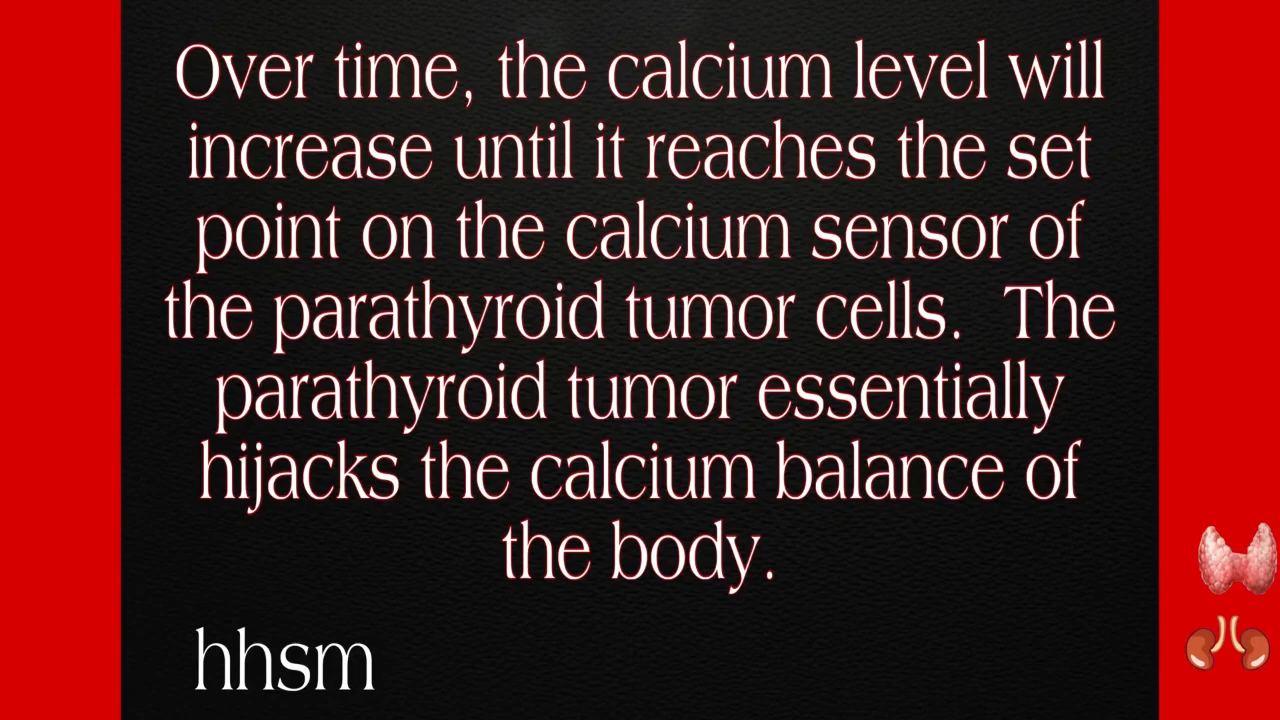 Over time, the calcium level will
increase until it reaches the set
point on the calcium sensor of
the parathyroid tumor cells.  The
parathyroid tumor essentially
hijacks the calcium balance of
the body.
hhsm